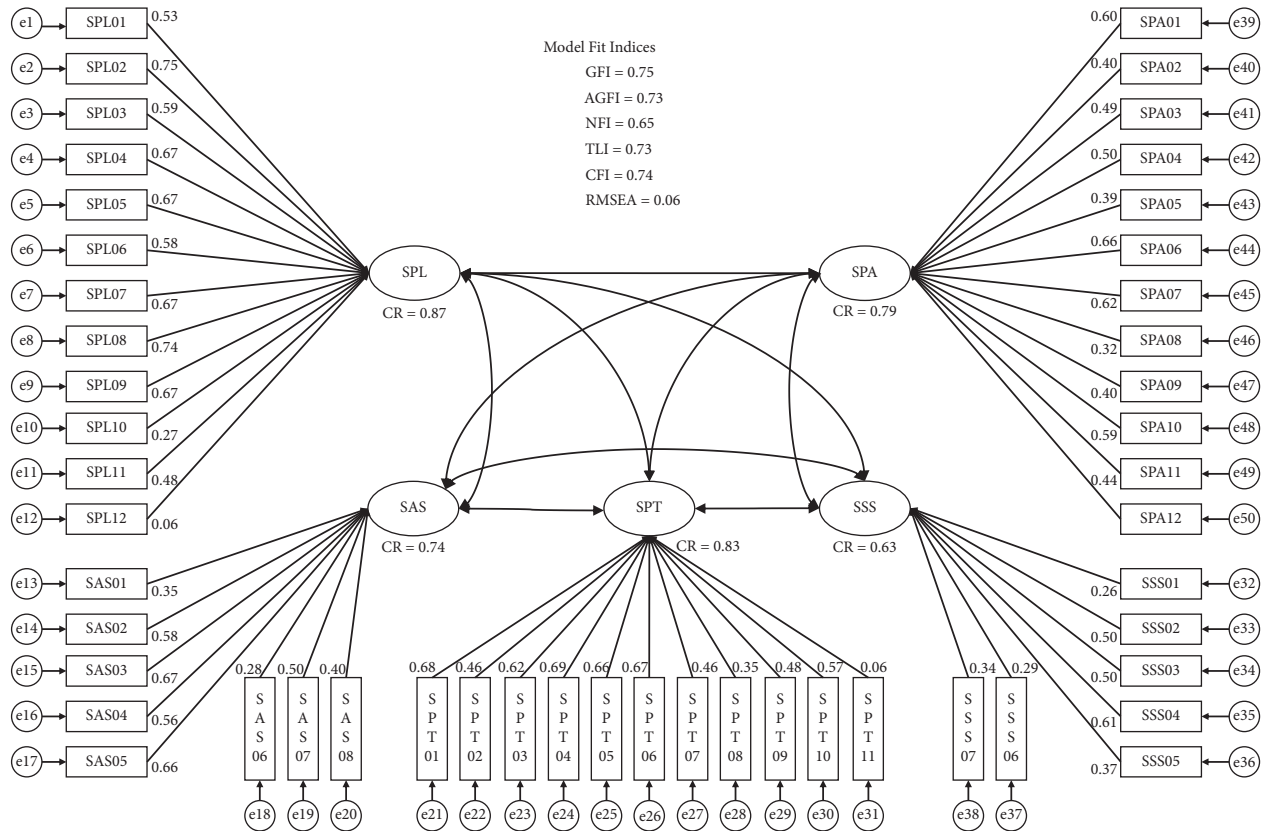 e1 SPL01 0.53
e2 SPL02 0.75
e3 SPL03 0.59
e4 SPL04 0.67
e5 SPL05 0.67
e6 SPL06 0.58
e7 SPL07 0.67
e8 SPL08 0.74
e9 SPL09 0.67
e10 SPL10 0.27
e11 SPL11 0.48
e12 SPL12 0.06
Model Fit Indices
GFI = 0.75
AGFI = 0.73
NFI = 0.65
TLI = 0.73
CFI = 0.74
RMSEA = 0.06
0.60 SPA01 e39
0.40 SPA02 e40
0.49 SPA03 e41
0.50 SPA04 e42
0.39 SPA05 e43
0.66 SPA06 e44
0.62 SPA07 e45
0.32 SPA08 e46
0.40 SPA09 e47
0.59 SPA10 e48
0.44 SPA11 e49
SPA12 e50
SPL
CR = 0.87
SPA
CR = 0.79
SAS
CR = 0.74
SPT
CR = 0.83
SSS
CR = 0.63
e13 SAS01 0.35
e14 SAS02 0.58
e15 SAS03 0.67
e16 SAS04 0.56
e17 SAS05 0.66
0.28 0.50 0.40
SAS06 SAS07 SAS08
e18 e19 e20
0.68 0.46 0.62 0.69 0.66 0.67 0.46 0.35 0.48 0.57 0.06
SPT01 SPT02 SPT03 SPT04 SPT05 SPT06 SPT07 SPT08 SPT09 SPT10 SPT11
e21 e22 e23 e24 e25 e26 e27 e28 e29 e30 e31
0.34 0.29
SSS07 SSS06
e38 e37
0.26 SSS01 e32
0.50 SSS02 e33
0.50 SSS03 e34
0.61 SSS04 e35
0.37 SSS05 e36